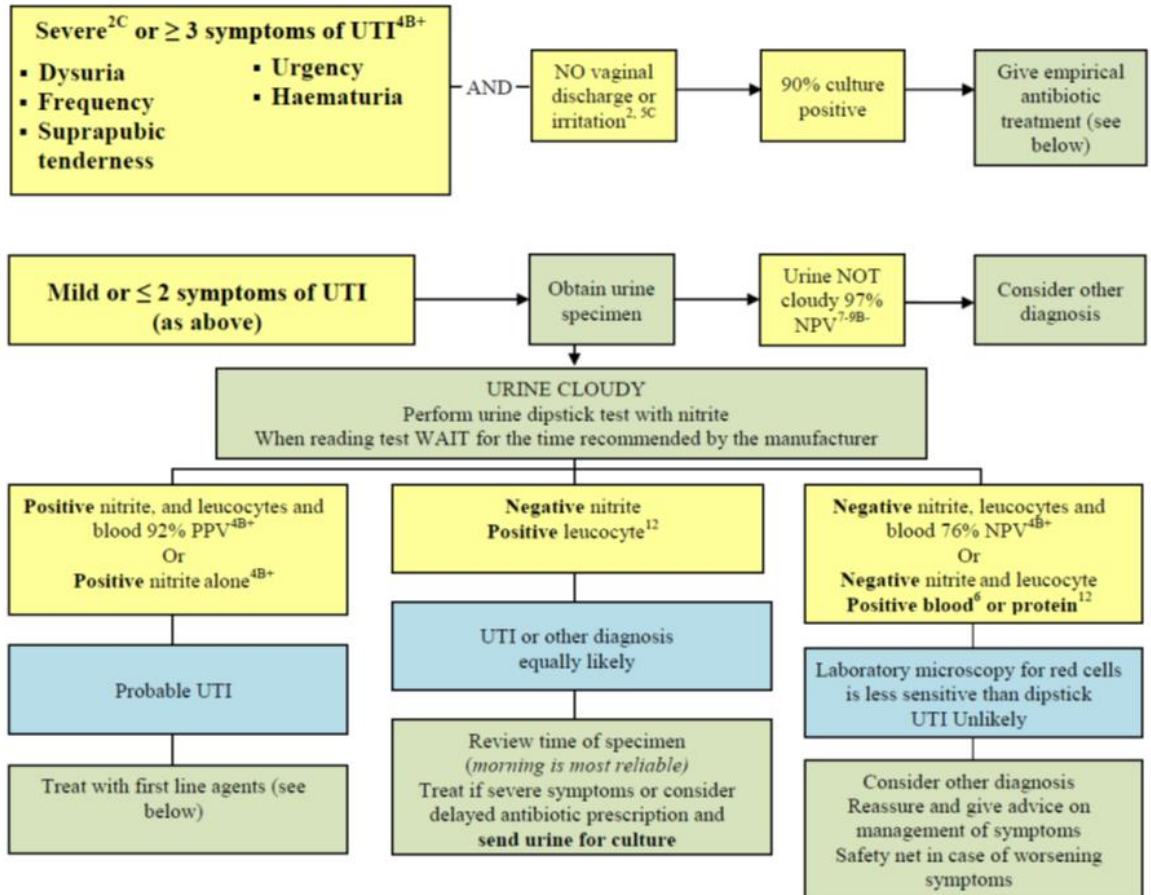 Severe2C or ≥ 3 symptoms of UTI4B+
▪ Dysuria
▪ Frequency
▪ Suprapubic
tenderness
▪ Urgency
▪ Haematuria
AND
NO vaginal
discharge or
irritation2, 5C
90% culture
positive
Give empirical
antibiotic
treatment (see
below)
Mild or ≤ 2 symptoms of UTI
(as above)
Obtain urine
specimen
Urine NOT
cloudy 97%
NPV7-9B-
Consider other
diagnosis
URINE CLOUDY
Perform urine dipstick test with nitrite
When reading test WAIT for the time recommended by the manufacturer
Positive nitrite, and leucocytes and
blood 92% PPV4B+
Or
Positive nitrite alone4B+
Probable UTI
Treat with first line agents (see
below)
Negative nitrite
Positive leucocyte12
UTI or other diagnosis
equally likely
Review time of specimen
(morning is most reliable)
Treat if severe symptoms or consider
delayed antibiotic prescription and
send urine for culture
Negative nitrite, leucocytes and
blood 76% NPV4B+
Or
Negative nitrite and leucocyte
Positive blood6 or protein12
Laboratory microscopy for red cells
is less sensitive than dipstick
UTI Unlikely
Consider other diagnosis
Reassure and give advice on
management of symptoms
Safety net in case of worsening
symptoms